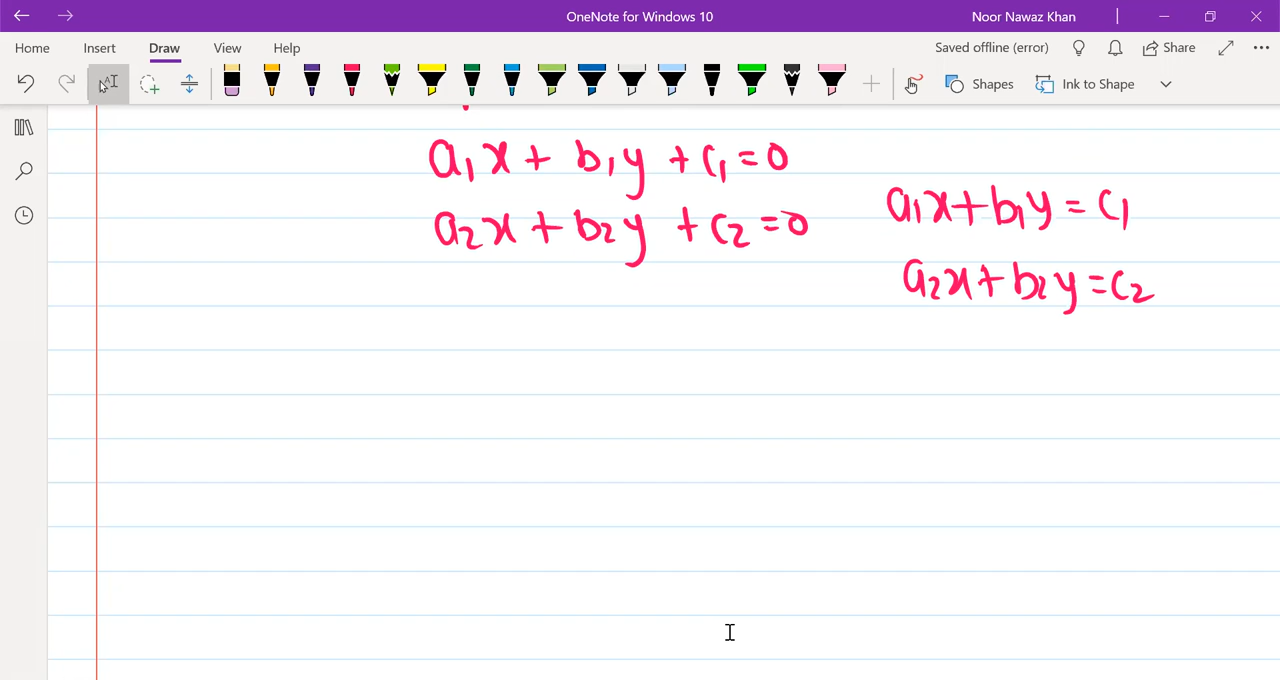 OneNote for Windows 10
Noor Nawaz Khan
Home Insert Draw View Help
Saved offline (error)
Share
Shapes
Ink to Shape
a₁x + b₁y + c₁ = 0
a₂x + b₂y + c₂ = 0
a₁x + b₁y = c₁
a₂x + b₂y = c₂